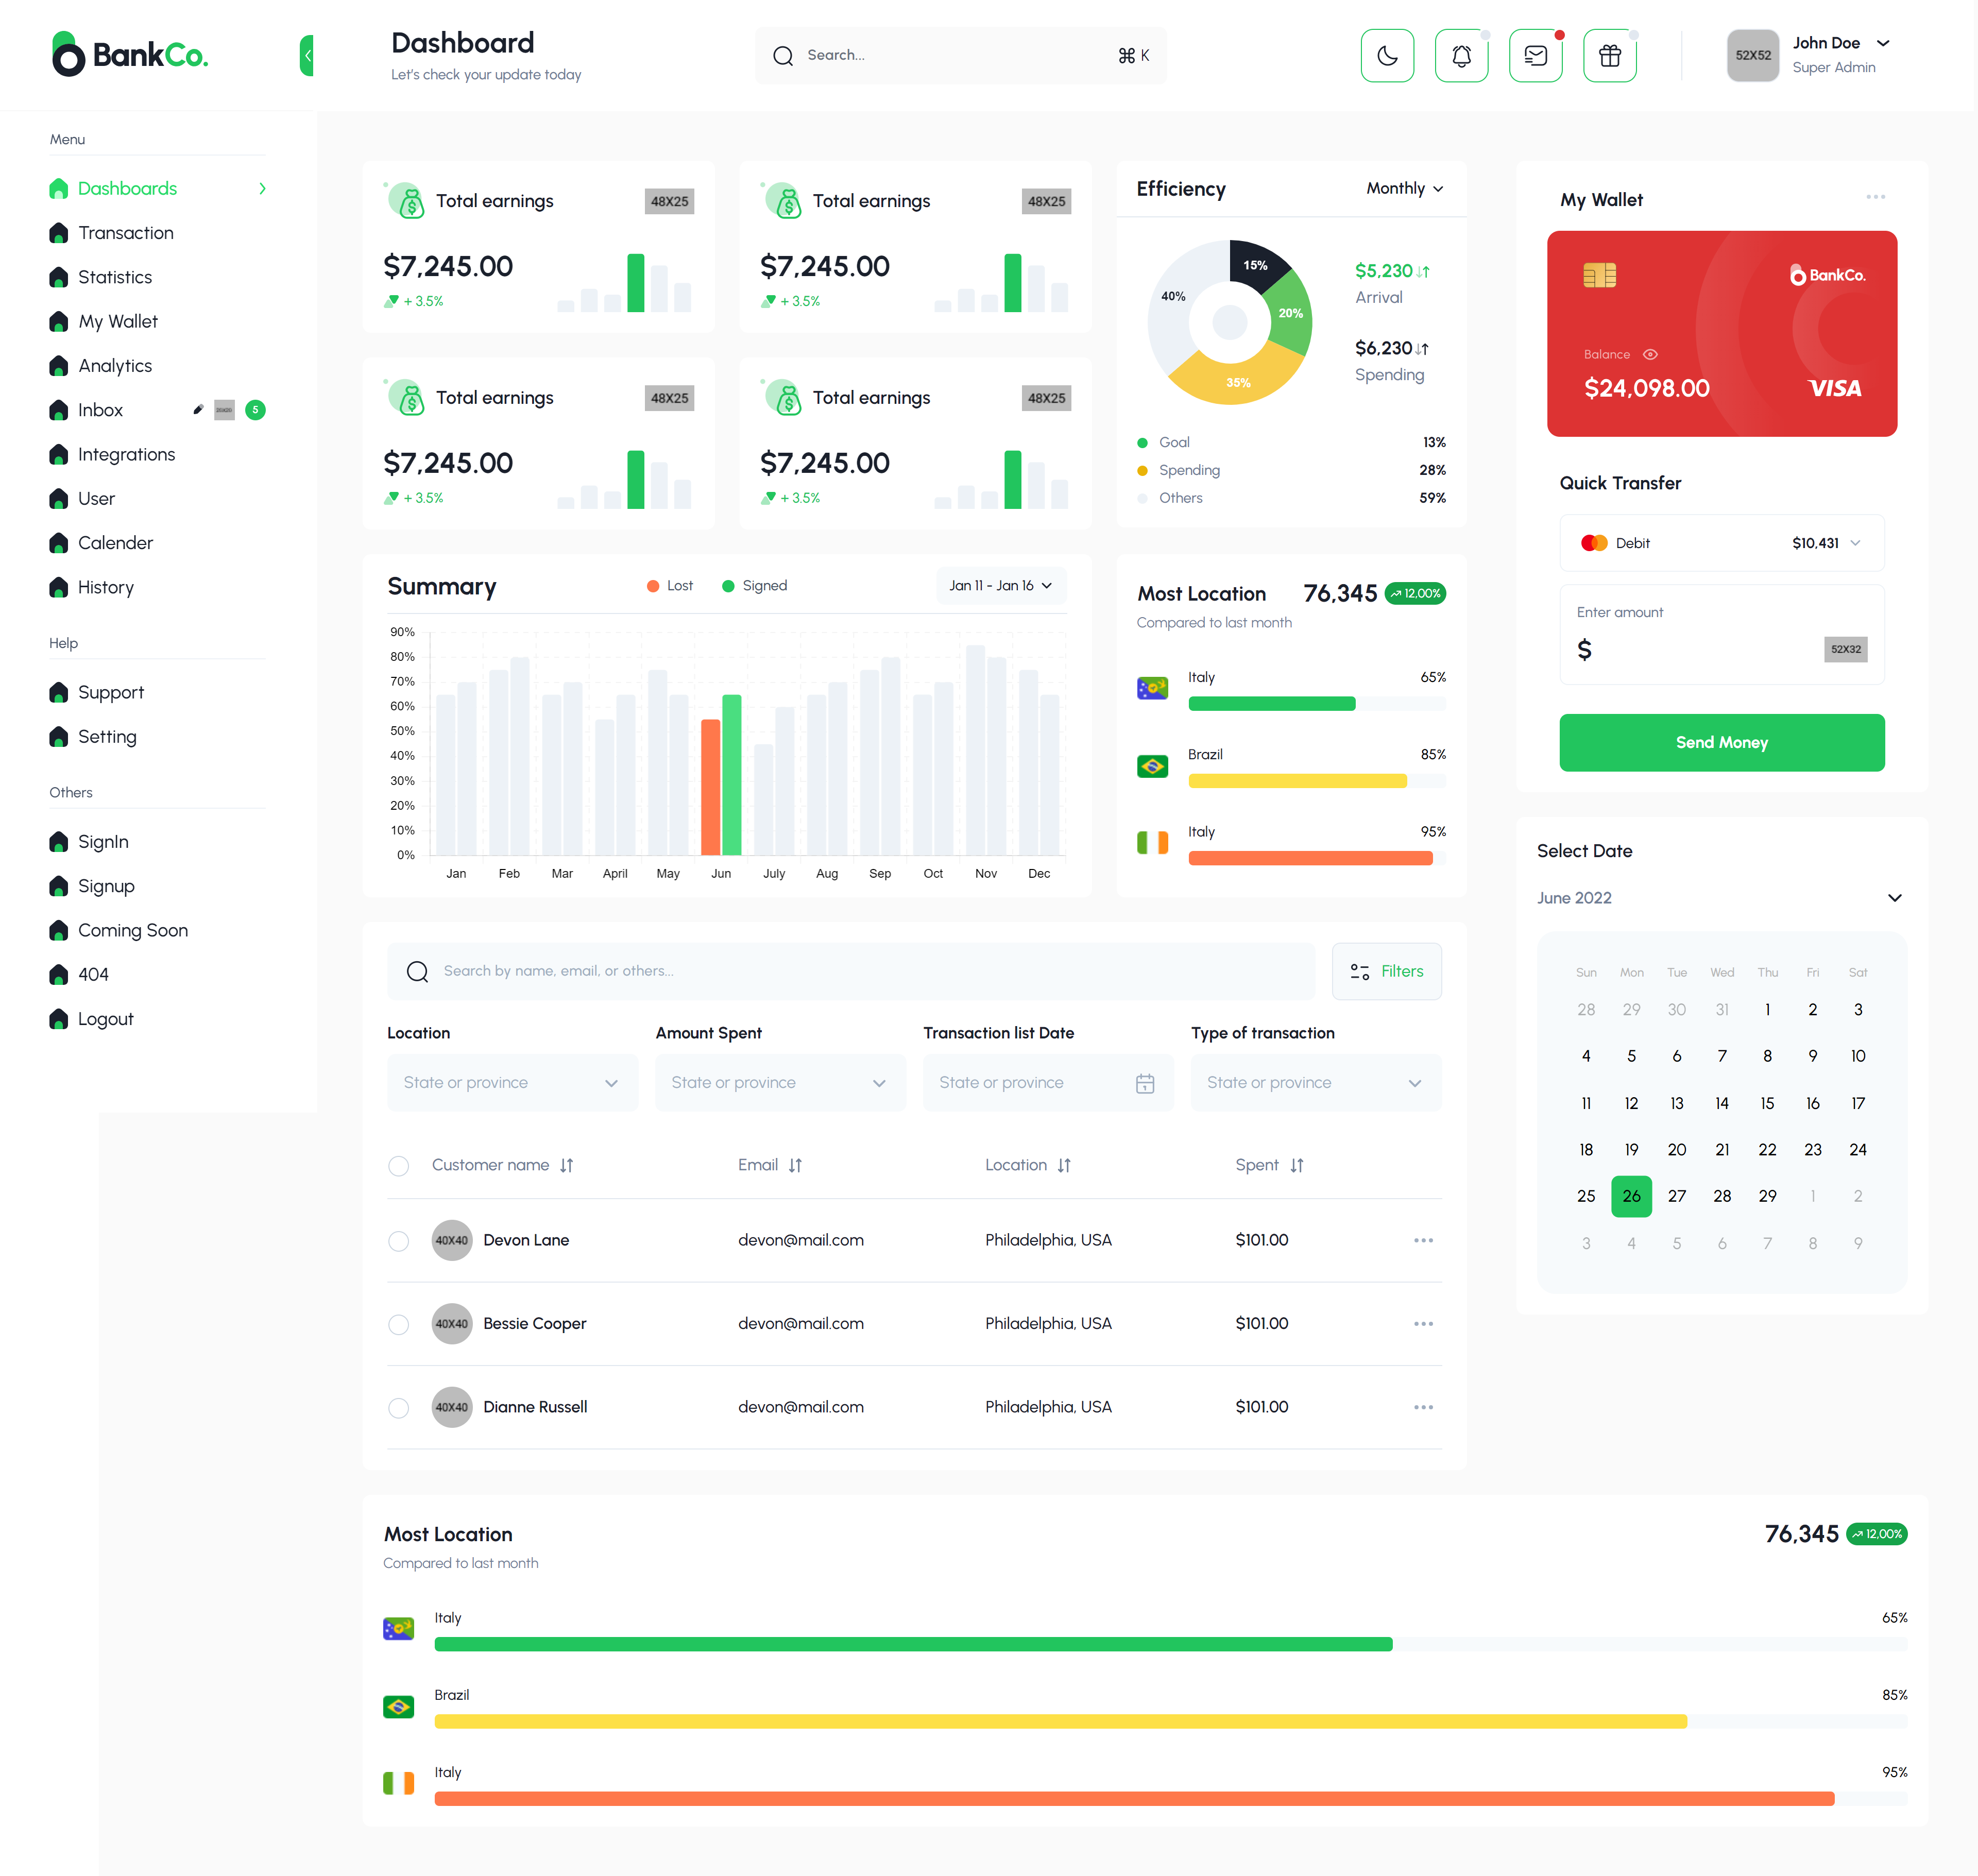 BankCo.
Dashboard
Let's check your update today
Search...
⌘ K
52X52
John Doe
Super Admin
Menu
Dashboards
Transaction
Statistics
My Wallet
Analytics
Inbox
5
Integrations
User
Calender
History
Help
Support
Setting
Others
SignIn
Signup
Coming Soon
404
Logout
Total earnings
48X25
$7,245.00
+ 3.5%
Total earnings
48X25
$7,245.00
+ 3.5%
Total earnings
48X25
$7,245.00
+ 3.5%
Total earnings
48X25
$7,245.00
+ 3.5%
Efficiency
Monthly
15%
20%
35%
40%
$5,230
Arrival
$6,230
Spending
Goal 13%
Spending 28%
Others 59%
My Wallet
BankCo.
Balance
$24,098.00
VISA
Quick Transfer
Debit $10,431
Enter amount
$
52X32
Send Money
Summary
Lost
Signed
Jan 11 - Jan 16
90%
80%
70%
60%
50%
40%
30%
20%
10%
0%
Jan Feb Mar April May Jun July Aug Sep Oct Nov Dec
Most Location
76,345
12,00%
Compared to last month
Italy 65%
Brazil 85%
Italy 95%
Select Date
June 2022
Sun Mon Tue Wed Thu Fri Sat
28 29 30 31 1 2 3
4 5 6 7 8 9 10
11 12 13 14 15 16 17
18 19 20 21 22 23 24
25 26 27 28 29 1 2
3 4 5 6 7 8 9
Search by name, email, or others...
Filters
Location
State or province
Amount Spent
State or province
Transaction list Date
State or province
Type of transaction
State or province
Customer name Email Location Spent
40X40 Devon Lane devon@mail.com Philadelphia, USA $101.00
40X40 Bessie Cooper devon@mail.com Philadelphia, USA $101.00
40X40 Dianne Russell devon@mail.com Philadelphia, USA $101.00
Most Location
76,345
12,00%
Compared to last month
Italy 65%
Brazil 85%
Italy 95%